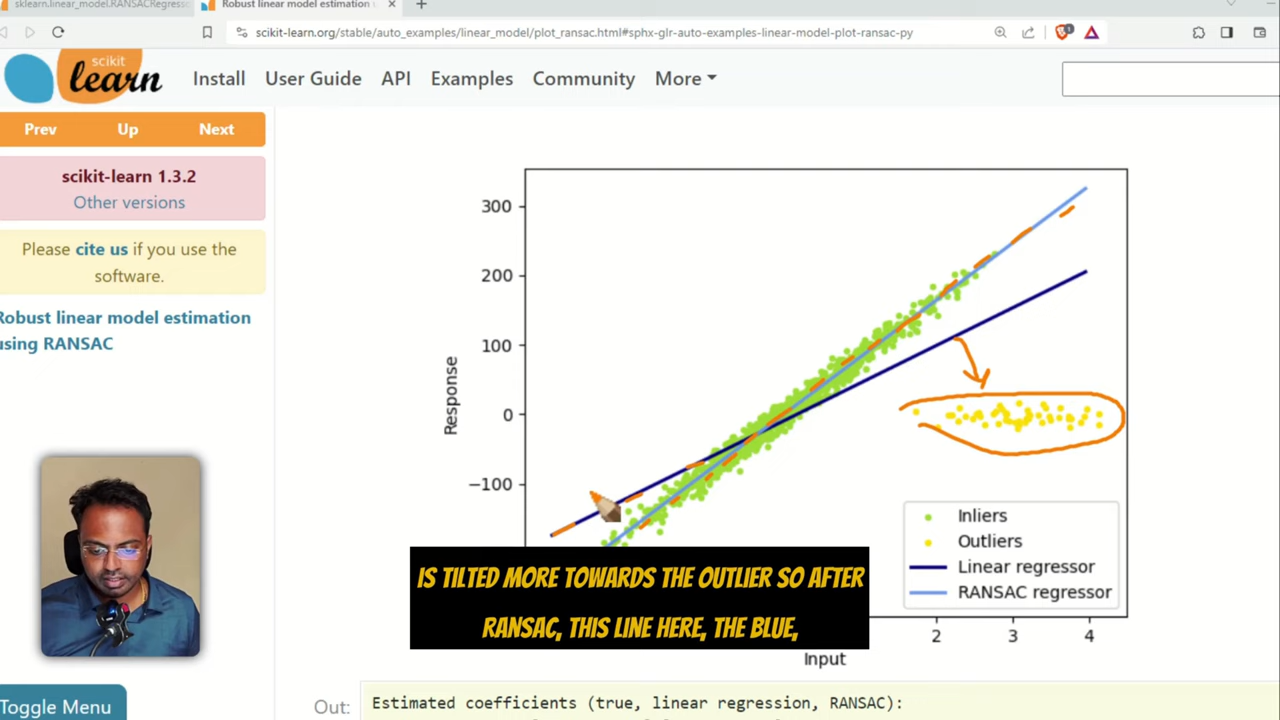 sklearn.linear_model.RANSACRegress
Robust linear model estimation u
scikit-learn.org/stable/auto_examples/linear_model/plot_ransac.html#sphx-glr-auto-examples-linear-model-plot-ransac-py
scikit
learn
Install User Guide API Examples Community More
Prev Up Next
scikit-learn 1.3.2
Other versions
Please cite us if you use the
software.
Robust linear model estimation
using RANSAC
Toggle Menu
300
200
100
0
−100
Response
Inliers
Outliers
Linear regressor
RANSAC regressor
2 3 4
Input
IS TILTED MORE TOWARDS THE OUTLIER SO AFTER
RANSAC, THIS LINE HERE, THE BLUE,
Out:
Estimated coefficients (true, linear regression, RANSAC):